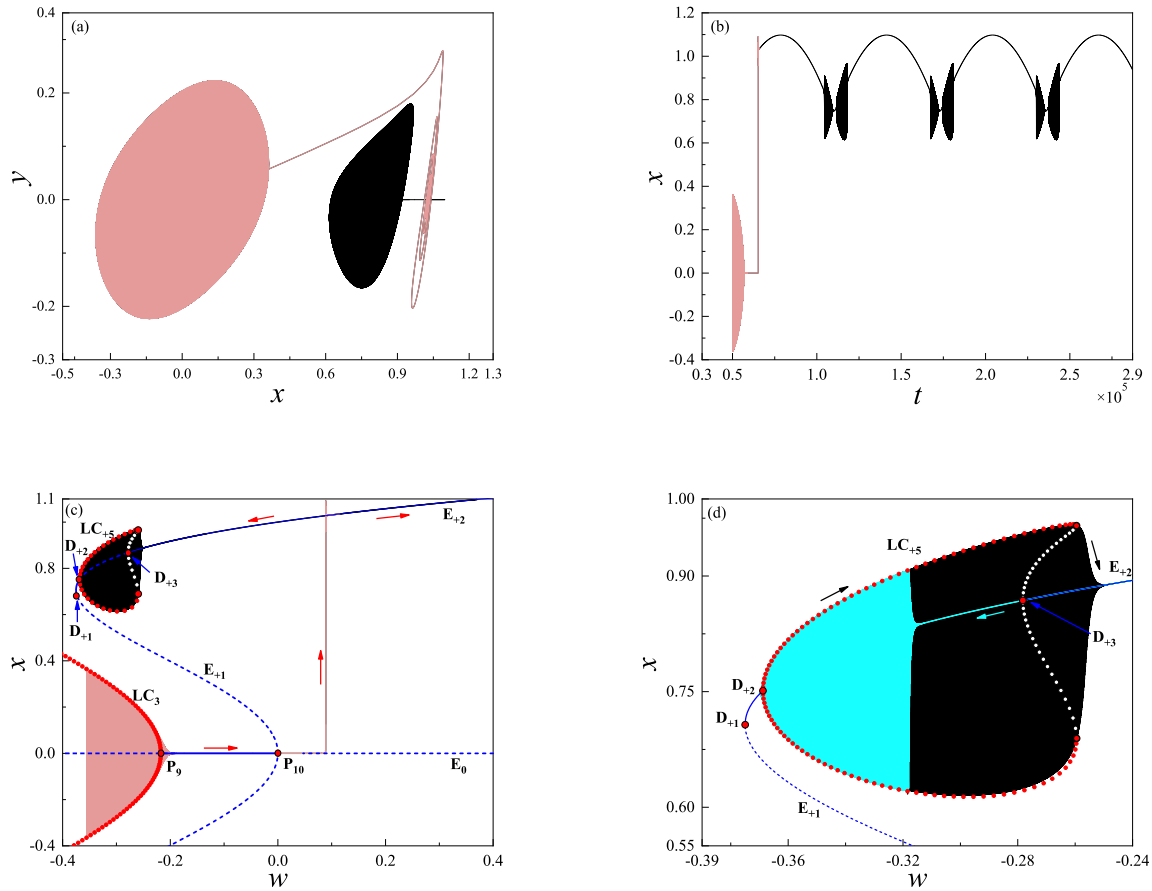 (a)
0.4
0.2
0.0
-0.2
-0.3
y
-0.5 -0.3 0.0 0.3 0.6 0.9 1.1 1.3
x
(b)
1.2
1.0
0.8
0.6
0.4
0.2
0.0
-0.2
-0.4
x
0.3 0.5 1.0 1.5 2.0 2.5 2.9
×10⁵
t
(c)
1.1
0.8
0.4
0.0
-0.4
x
LC+5
D+2
D+3
D+1
E+2
E+1
LC3
P9
P10
E0
-0.4 -0.2 0.0 0.2 0.4
w
(d)
1.00
0.90
0.75
0.60
0.55
x
LC+5
E+2
D+3
D+2
D+1
E+1
-0.39 -0.36 -0.32 -0.28 -0.24
w